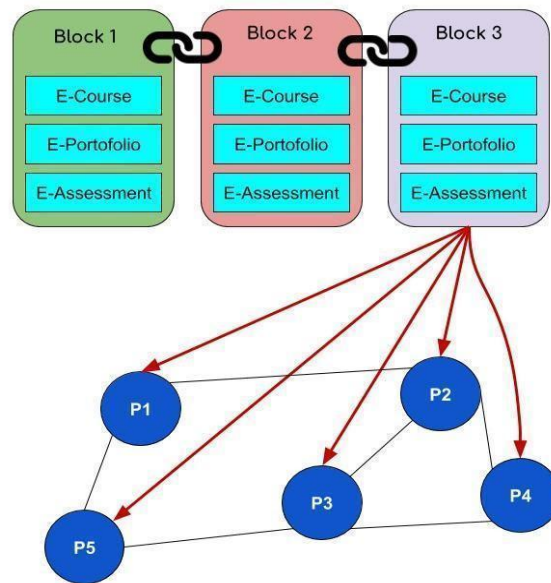 Block 1
Block 2
Block 3
E-Course
E-Course
E-Course
E-Portofolio
E-Portofolio
E-Portofolio
E-Assessment
E-Assessment
E-Assessment
P1
P2
P3
P4
P5